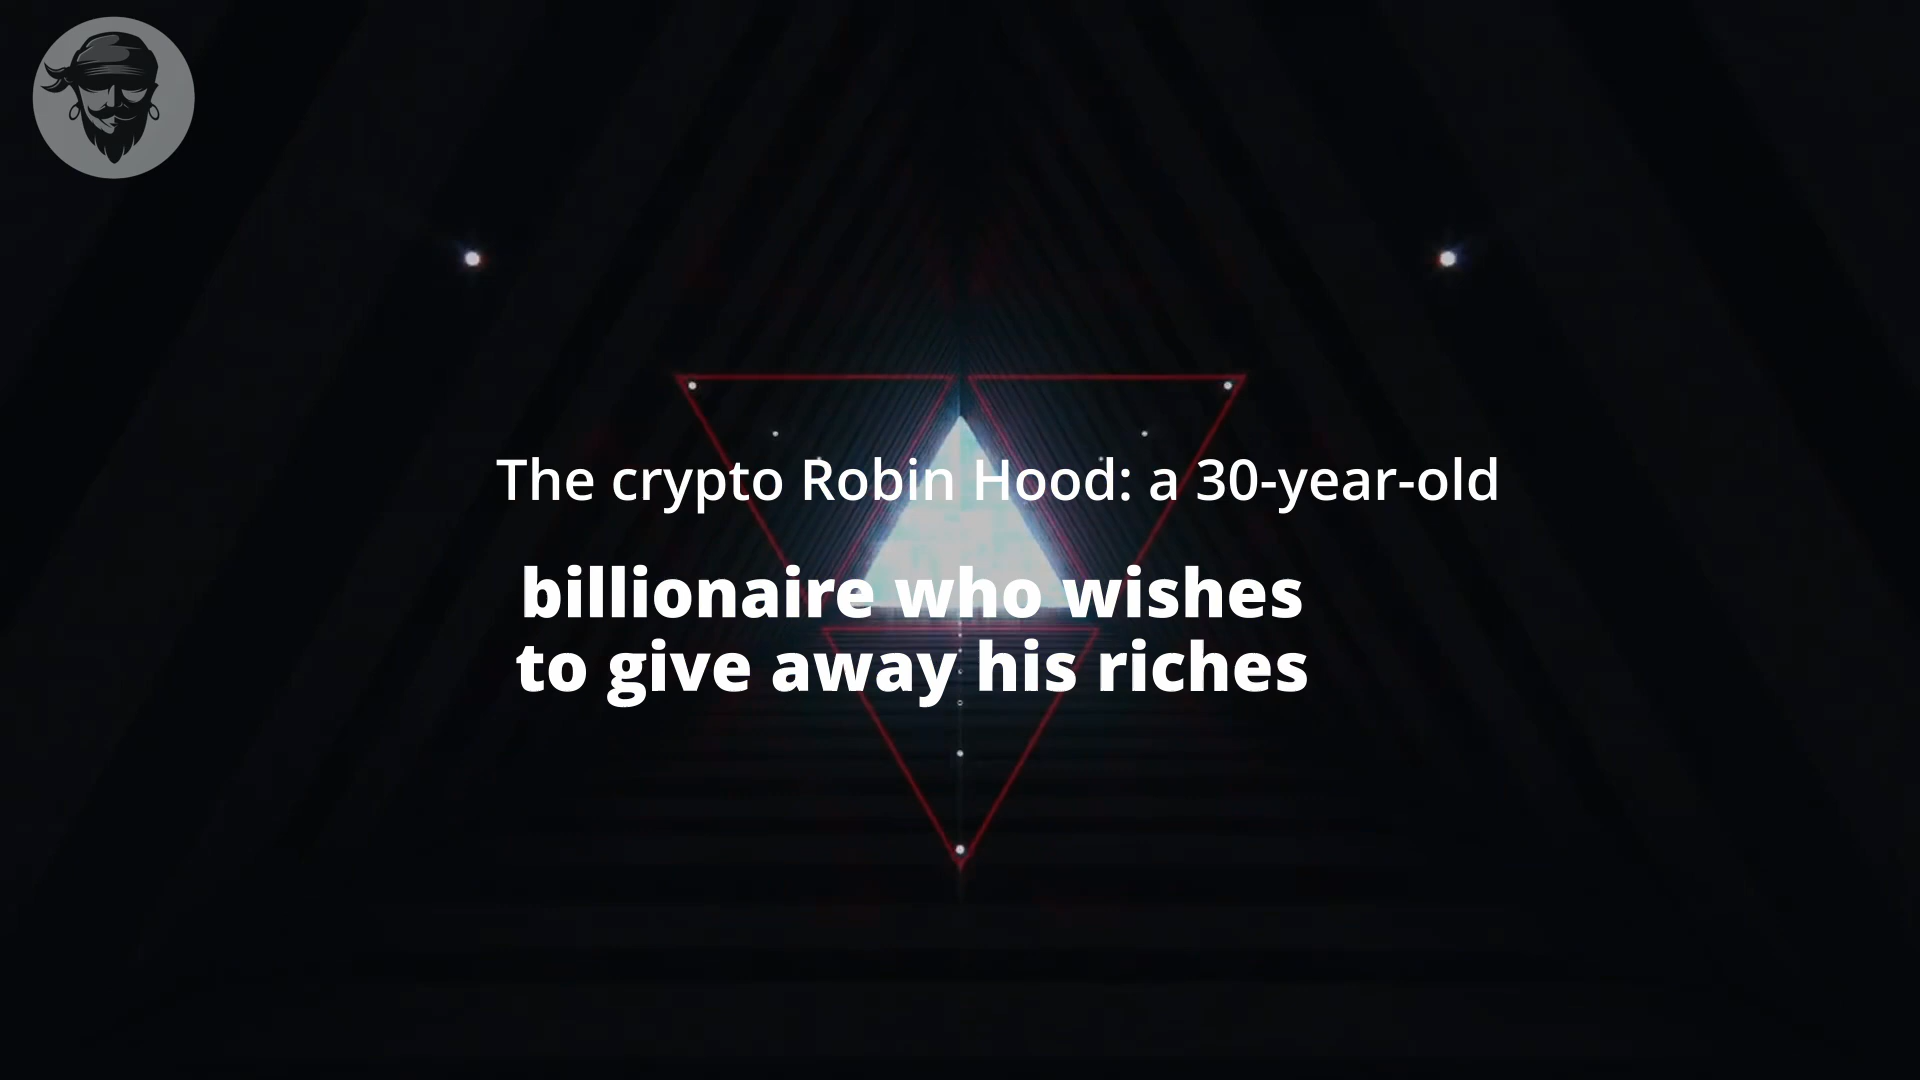 The crypto Robin Hood: a 30-year-old
billionaire who wishes
to give away his riches